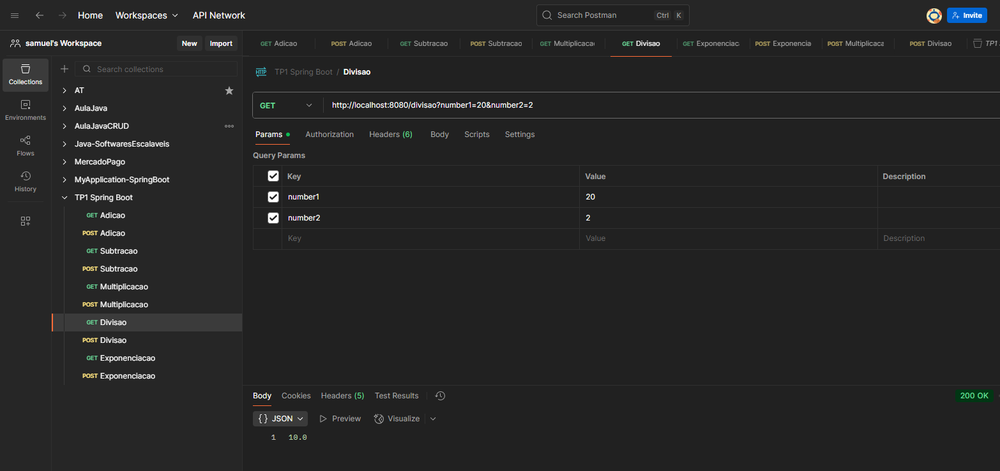 Home Workspaces API Network Search Postman Ctrl K Invite
samuel's Workspace New Import
GET Adicao POST Adicao GET Subtracao POST Subtracao GET Multiplicaca GET Divisao GET Exponenciac POST Exponencia POST Multiplicaca POST Divisao TP1
Collections
Environments
Flows
History
Search collections
AT
AulaJava
AulaJavaCRUD
Java-SoftwaresEscalaveis
MercadoPago
MyApplication-SpringBoot
TP1 Spring Boot
GET Adicao
POST Adicao
GET Subtracao
POST Subtracao
GET Multiplicacao
POST Multiplicacao
GET Divisao
POST Divisao
GET Exponenciacao
POST Exponenciacao
HTTP TP1 Spring Boot / Divisao
GET http://localhost:8080/divisao?number1=20&number2=2
Params Authorization Headers (6) Body Scripts Settings
Query Params
Key Value Description
number1 20
number2 2
Key Value Description
Body Cookies Headers (5) Test Results 200 OK
{} JSON Preview Visualize
1 10.0